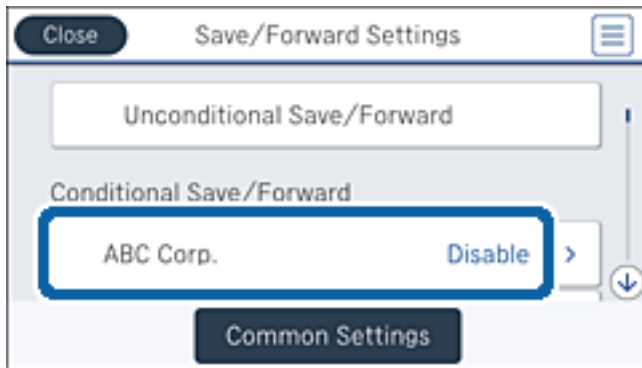 Close Save/Forward Settings
Unconditional Save/Forward
Conditional Save/Forward
ABC Corp. Disable >
Common Settings